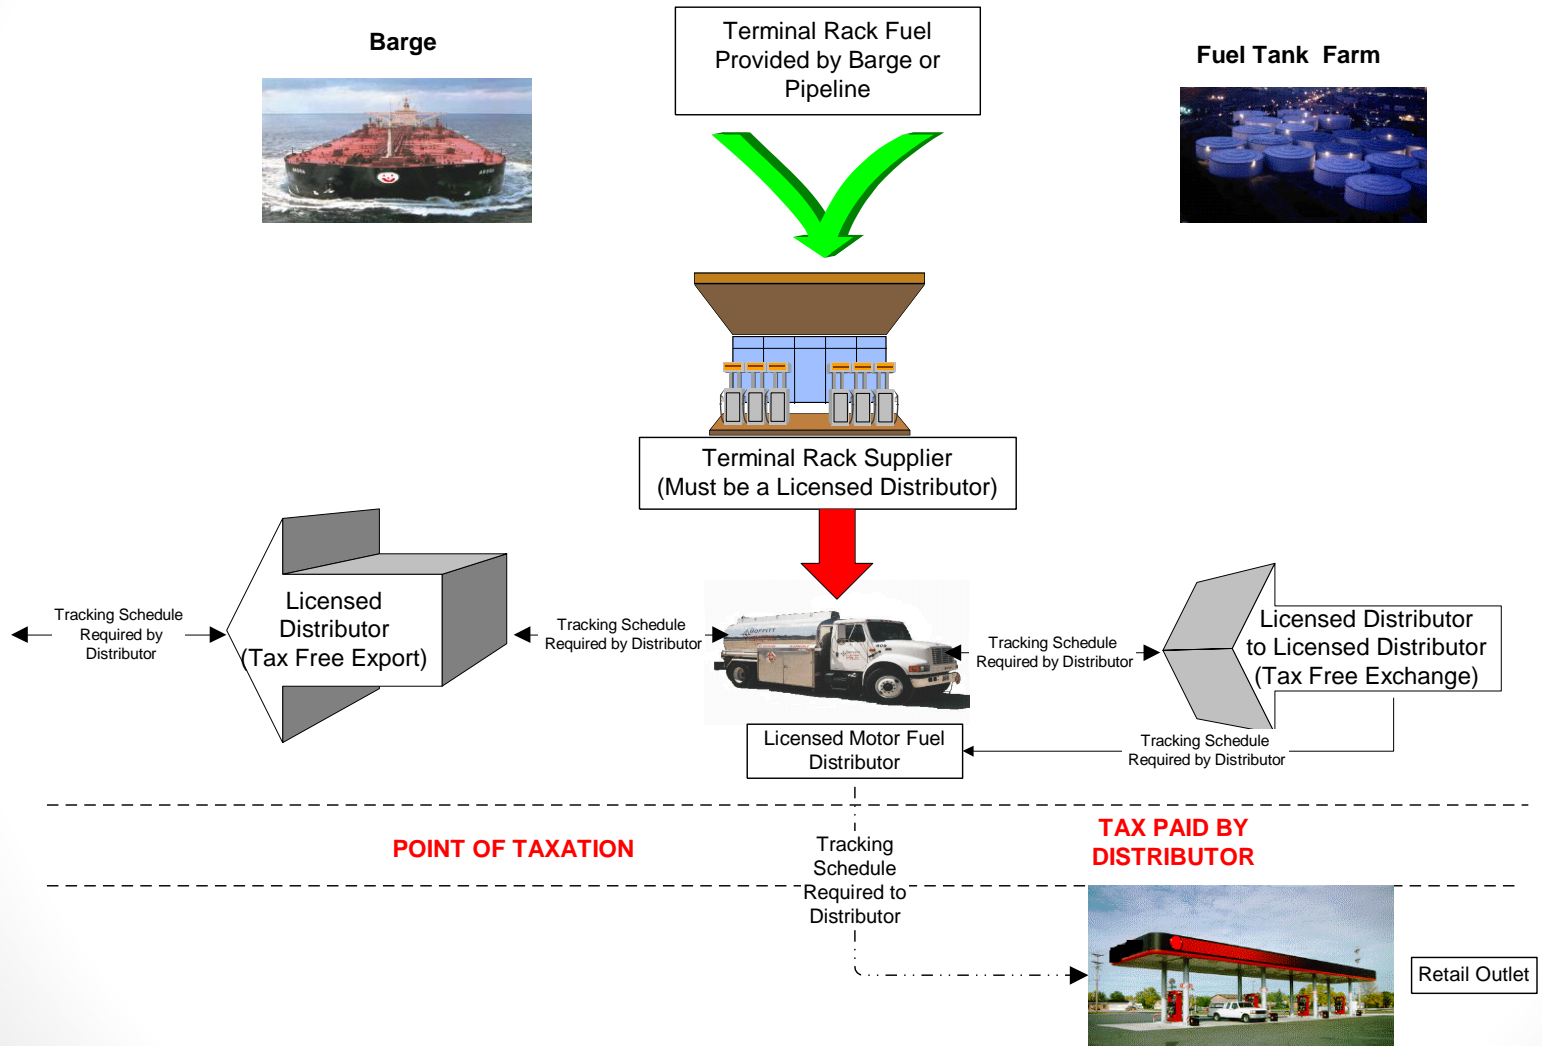 Barge
Terminal Rack Fuel
Provided by Barge or
Pipeline
Fuel Tank Farm
Terminal Rack Supplier
(Must be a Licensed Distributor)
Tracking Schedule
Required by
Distributor
Licensed
Distributor
(Tax Free Export)
Tracking Schedule
Required by Distributor
Tracking Schedule
Required by Distributor
Licensed Distributor
to Licensed Distributor
(Tax Free Exchange)
Licensed Motor Fuel
Distributor
Tracking Schedule
Required by Distributor
POINT OF TAXATION
Tracking
Schedule
Required to
Distributor
TAX PAID BY
DISTRIBUTOR
Retail Outlet